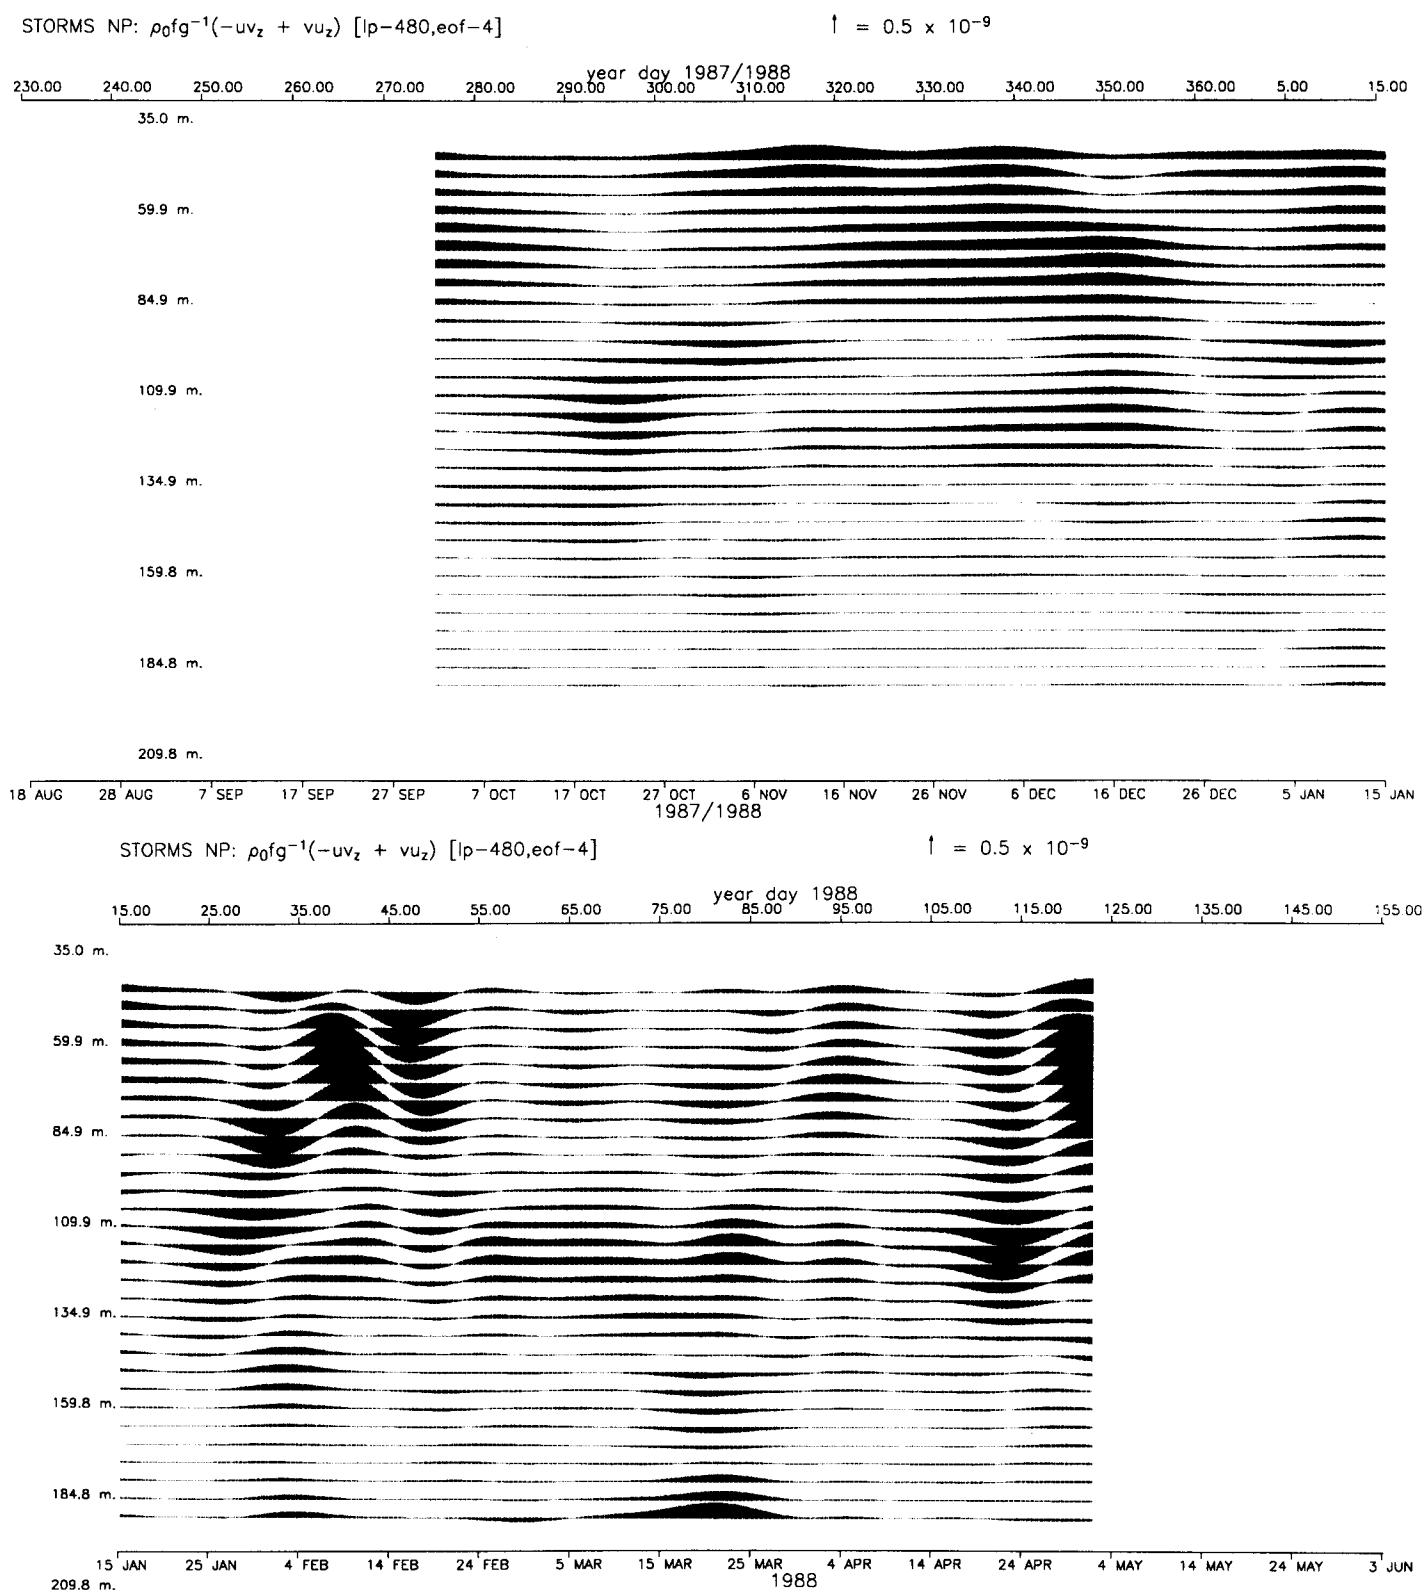 STORMS NP: ρ₀fg⁻¹(−uv_z + vu_z) [lp−480,eof−4] ↑ = 0.5 x 10⁻⁹
year day 1987/1988
230.00 240.00 250.00 260.00 270.00 280.00 290.00 300.00 310.00 320.00 330.00 340.00 350.00 360.00 5.00 15.00
35.0 m.
59.9 m.
84.9 m.
109.9 m.
134.9 m.
159.8 m.
184.8 m.
209.8 m.
18 AUG 28 AUG 7 SEP 17 SEP 27 SEP 7 OCT 17 OCT 27 OCT 6 NOV 16 NOV 26 NOV 6 DEC 16 DEC 26 DEC 5 JAN 15 JAN
1987/1988
STORMS NP: ρ₀fg⁻¹(−uv_z + vu_z) [lp−480,eof−4] ↑ = 0.5 x 10⁻⁹
year day 1988
15.00 25.00 35.00 45.00 55.00 65.00 75.00 85.00 95.00 105.00 115.00 125.00 135.00 145.00 155.00
35.0 m.
59.9 m.
84.9 m.
109.9 m.
134.9 m.
159.8 m.
184.8 m.
15 JAN 25 JAN 4 FEB 14 FEB 24 FEB 5 MAR 15 MAR 25 MAR 4 APR 14 APR 24 APR 4 MAY 14 MAY 24 MAY 3 JUN
1988
209.8 m.